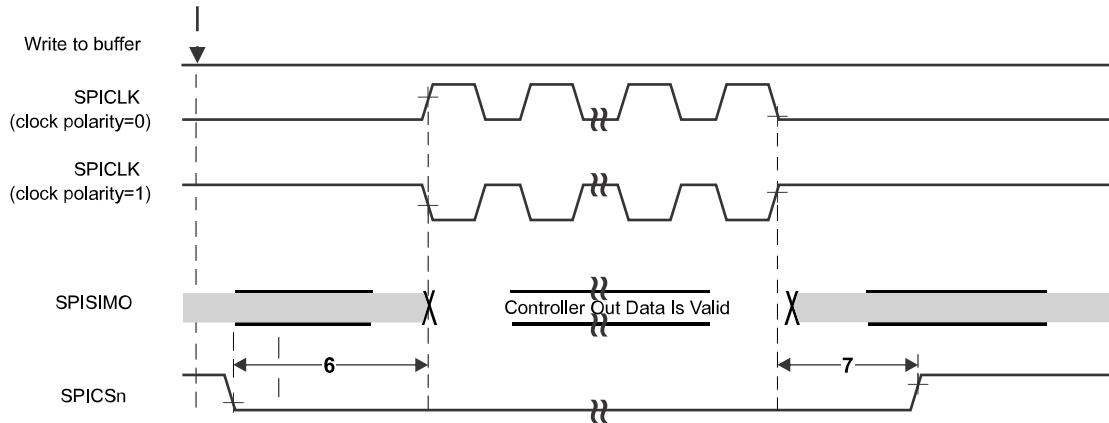 Write to buffer
SPICLK
(clock polarity=0)
SPICLK
(clock polarity=1)
SPISIMO
Controller Out Data Is Valid
6
7
SPICSn